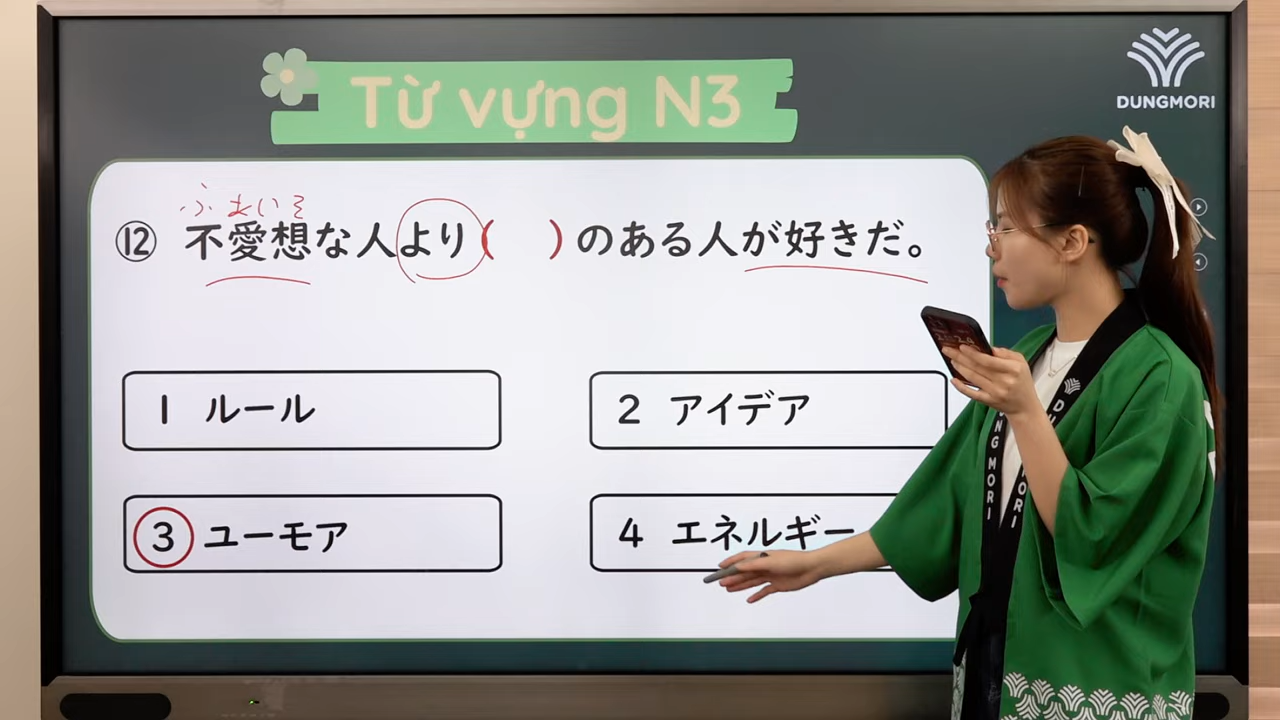 Từ vựng N3
DUNGMORI
ふあいそ
⑫ 不愛想な人より( )のある人が好きだ。
1 ルール
2 アイデア
3 ユーモア
4 エネルギー
DUNGMORI